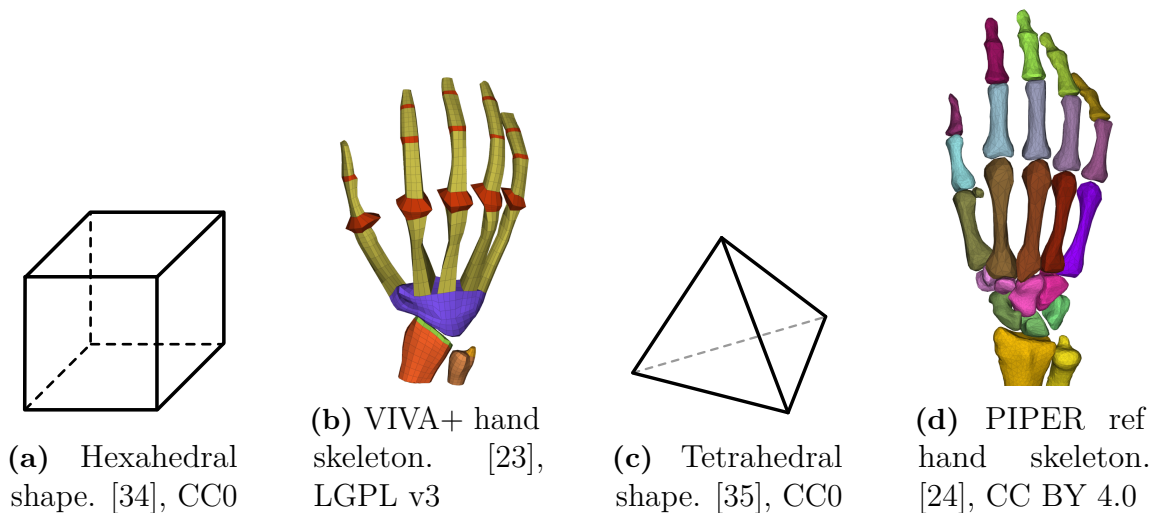 (a) Hexahedral
shape. [34], CC0
(b) VIVA+ hand
skeleton. [23],
LGPL v3
(c) Tetrahedral
shape. [35], CC0
(d) PIPER ref
hand skeleton.
[24], CC BY 4.0